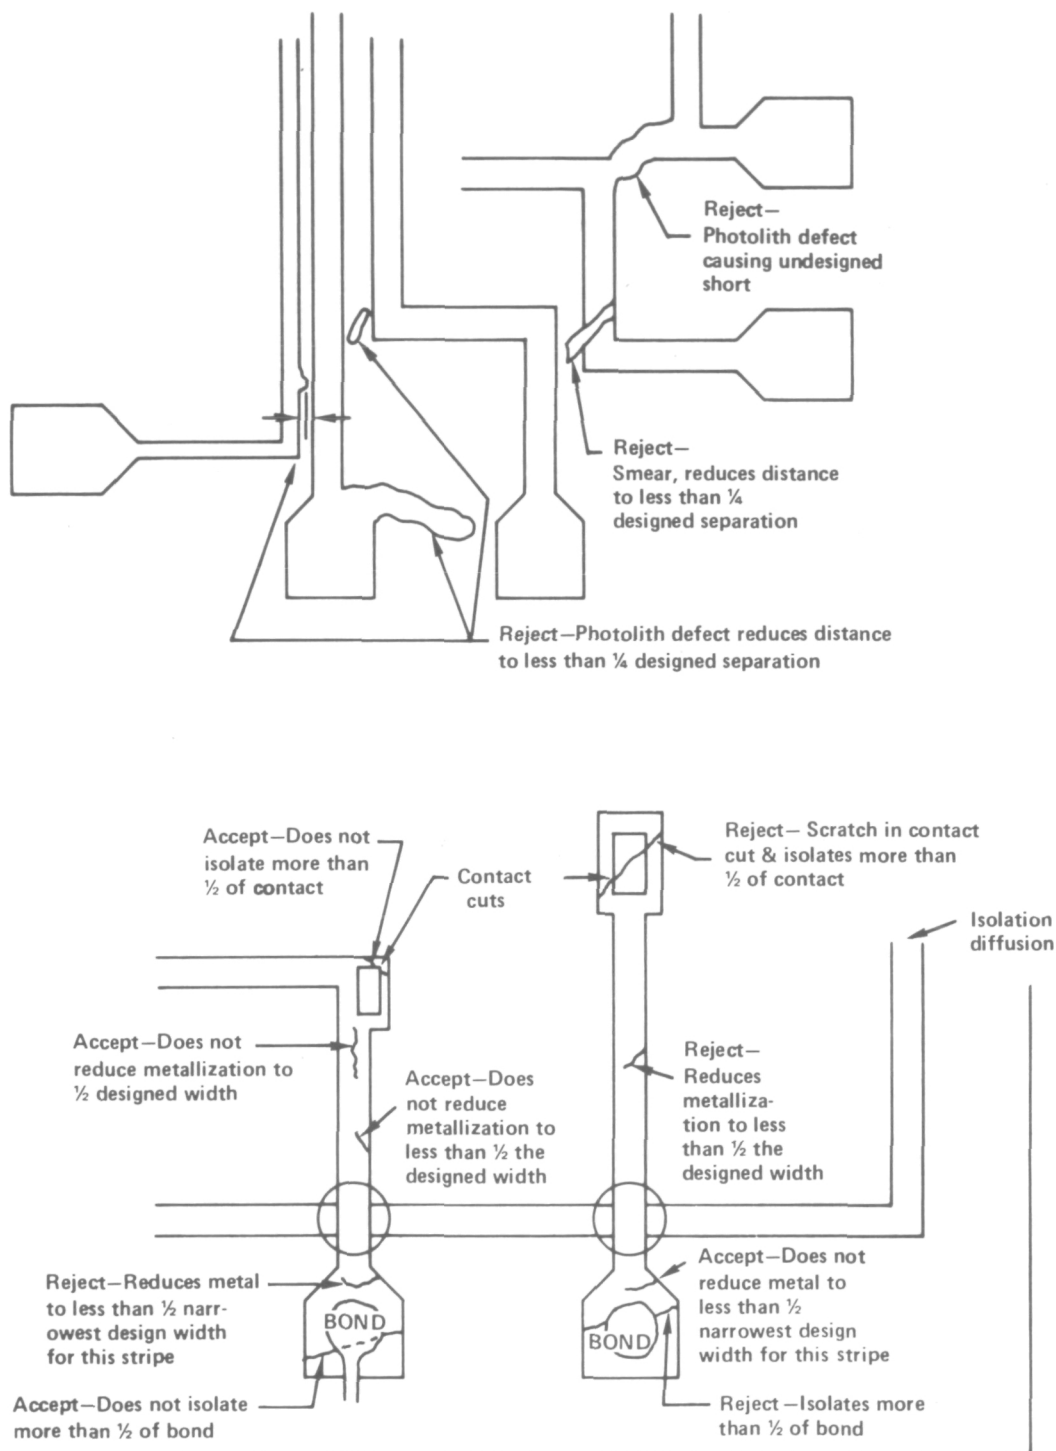 Reject—
Photolith defect
causing undesigned
short
Reject—
Smear, reduces distance
to less than ¼
designed separation
Reject—Photolith defect reduces distance
to less than ¼ designed separation
Accept—Does not
isolate more than
½ of contact
Contact
cuts
Reject— Scratch in contact
cut & isolates more than
½ of contact
Isolation
diffusion
Accept—Does not
reduce metallization to
½ designed width
Accept—Does
not reduce
metallization to
less than ½ the
designed width
Reject—
Reduces
metalliza-
tion to less
than ½ the
designed width
Reject—Reduces metal
to less than ½ nar-
rowest design width
for this stripe
BOND
Accept—Does not isolate
more than ½ of bond
Accept—Does not
reduce metal to
less than ½
narrowest design
width for this stripe
BOND
Reject—Isolates more
than ½ of bond